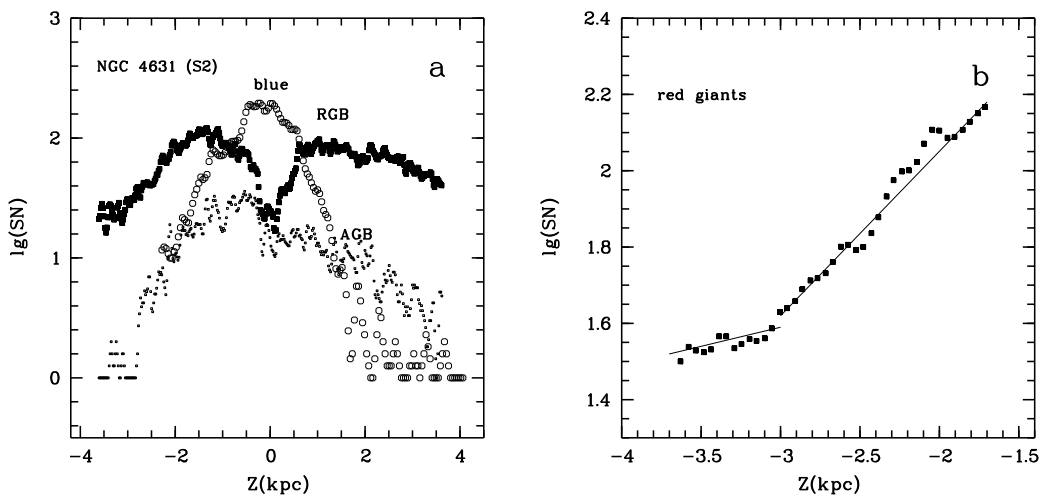 NGC 4631 (S2)
a
blue
RGB
AGB
lg(SN)
3
2
1
0
−4
−2
0
2
4
Z(kpc)
b
red giants
lg(SN)
2.4
2.2
2
1.8
1.6
1.4
−4
−3.5
−3
−2.5
−2
−1.5
Z(kpc)